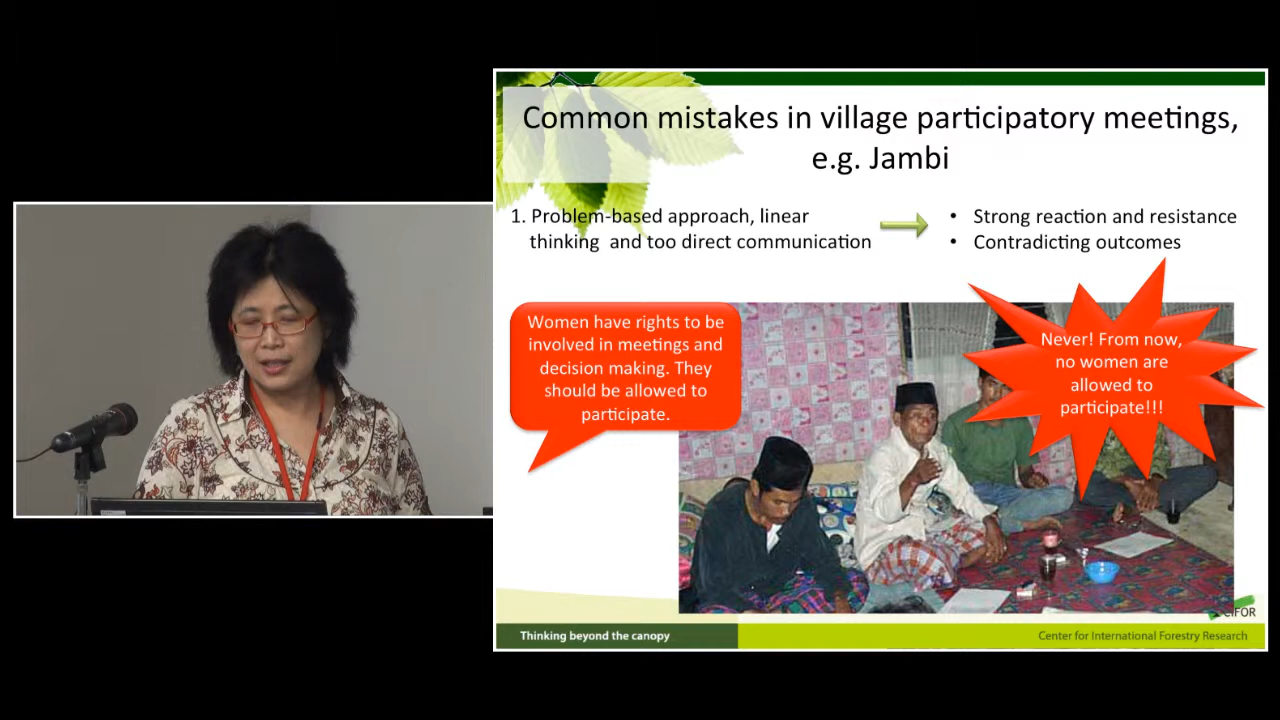 Common mistakes in village participatory meetings,
e.g. Jambi
1. Problem-based approach, linear
thinking and too direct communication
• Strong reaction and resistance
• Contradicting outcomes
Women have rights to be
involved in meetings and
decision making. They
should be allowed to
participate.
Never! From now,
no women are
allowed to
participate!!!
CIFOR
Thinking beyond the canopy
Center for International Forestry Research